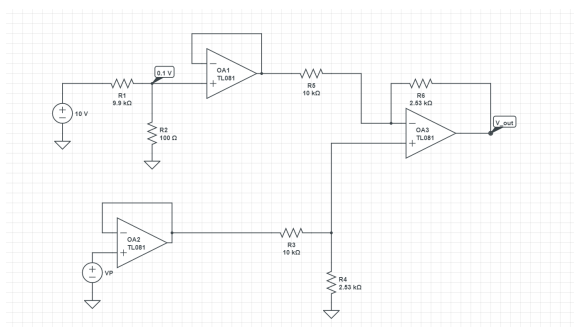 OA1
TL081
0.1 V
R1
9.9 kΩ
10 V
R2
100 Ω
R5
10 kΩ
R6
2.53 kΩ
OA3
TL081
V_out
OA2
TL081
VP
R3
10 kΩ
R4
2.53 kΩ